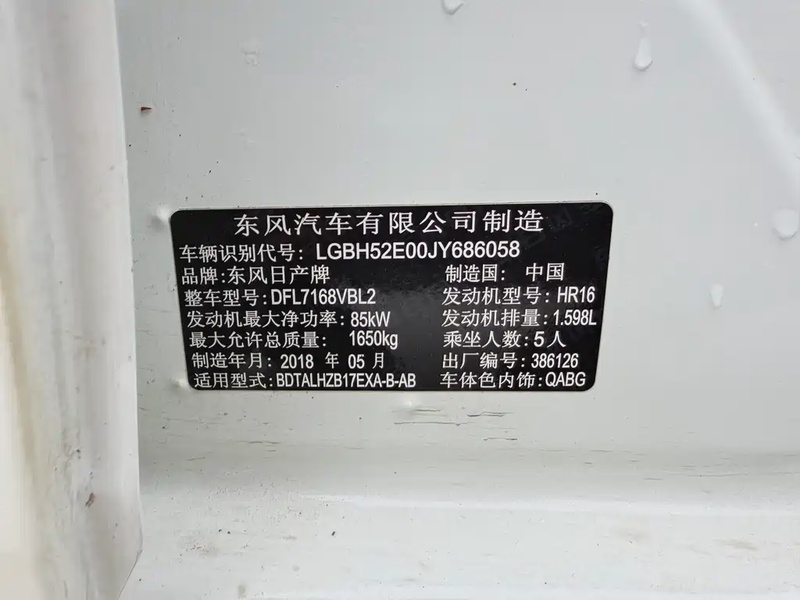 东风汽车有限公司制造
车辆识别代号: LGBH52E00JY686058
品牌: 东风日产牌 制造国: 中国
整车型号: DFL7168VBL2 发动机型号: HR16
发动机最大净功率: 85kW 发动机排量: 1.598L
最大允许总质量: 1650kg 乘坐人数: 5人
制造年月: 2018 年 05 月 出厂编号: 386126
适用型式: BDTALHZB17EXA-B-AB 车体色内饰: QABG